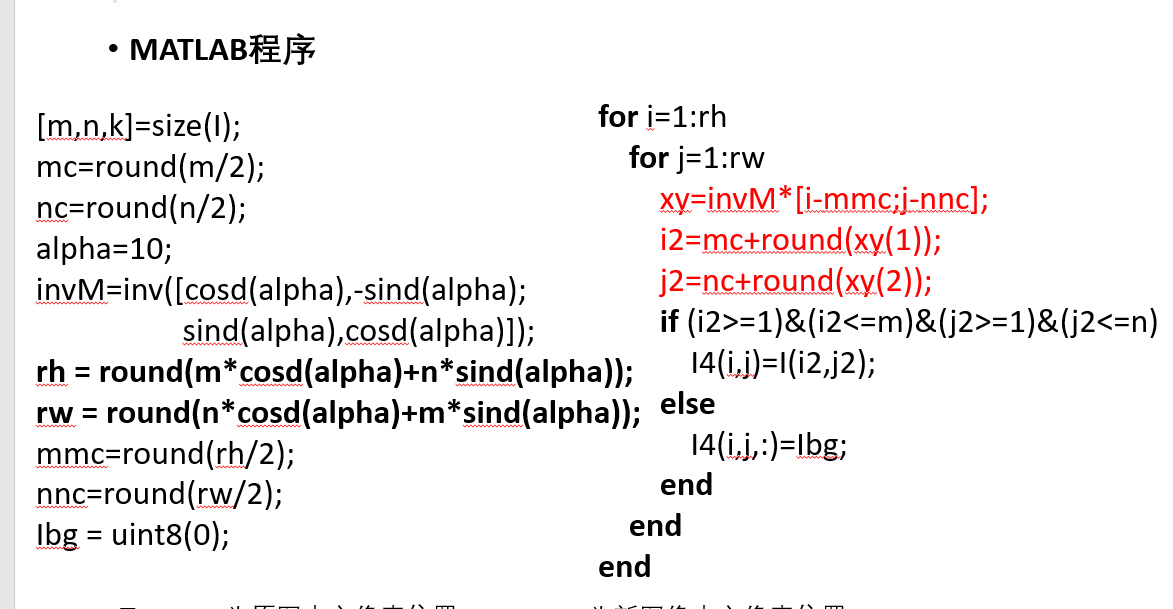 • MATLAB程序
[m,n,k]=size(I);
mc=round(m/2);
nc=round(n/2);
alpha=10;
invM=inv([cosd(alpha),-sind(alpha);
sind(alpha),cosd(alpha)]);
rh = round(m*cosd(alpha)+n*sind(alpha));
rw = round(n*cosd(alpha)+m*sind(alpha));
mmc=round(rh/2);
nnc=round(rw/2);
Ibg = uint8(0);
for i=1:rh
for j=1:rw
xy=invM*[i-mmc;j-nnc];
i2=mc+round(xy(1));
j2=nc+round(xy(2));
if (i2>=1)&(i2<=m)&(j2>=1)&(j2<=n)
I4(i,j)=I(i2,j2);
else
I4(i,j,:)=Ibg;
end
end
end